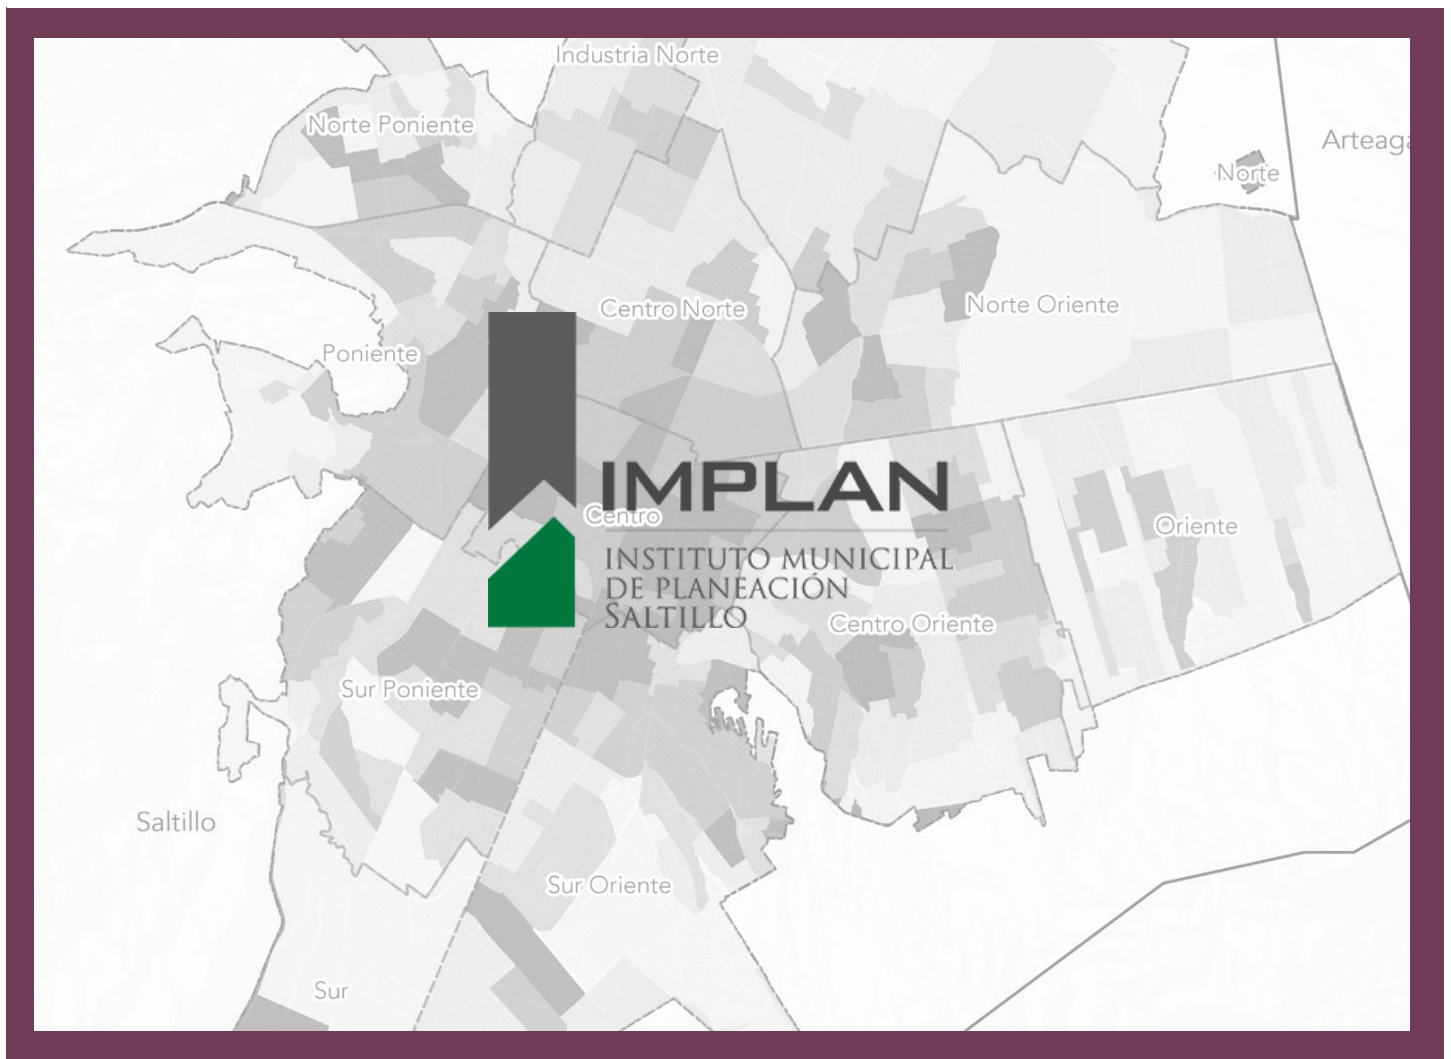 Industria Norte
Norte Poniente
Arteaga
Norte
Centro Norte
Norte Oriente
Poniente
IMPLAN
Centro
Oriente
INSTITUTO MUNICIPAL
DE PLANEACIÓN
SALTILLO
Centro Oriente
Sur Poniente
Saltillo
Sur Oriente
Sur